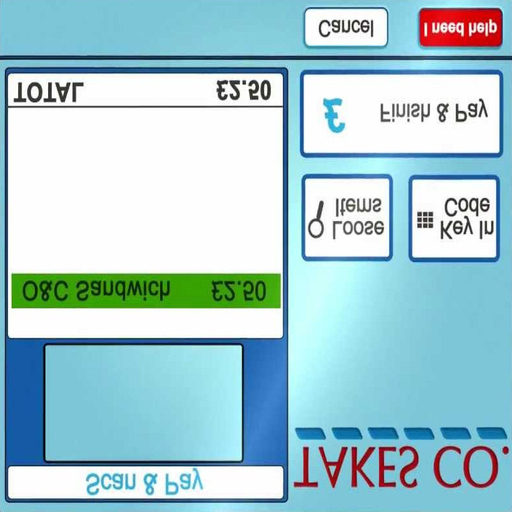 Scan & Pay
TAKES CO.
O&C Sandwich £2.50
Loose Items
Key In Code
£ Finish & Pay
TOTAL £2.50
Cancel
I need help